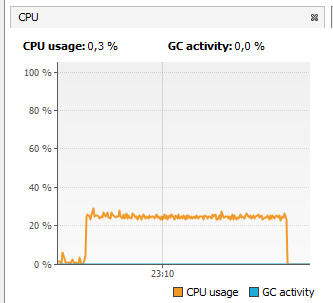 CPU
CPU usage: 0,3 %
GC activity: 0,0 %
100 %
80 %
60 %
40 %
20 %
0 %
23:10
CPU usage
GC activity